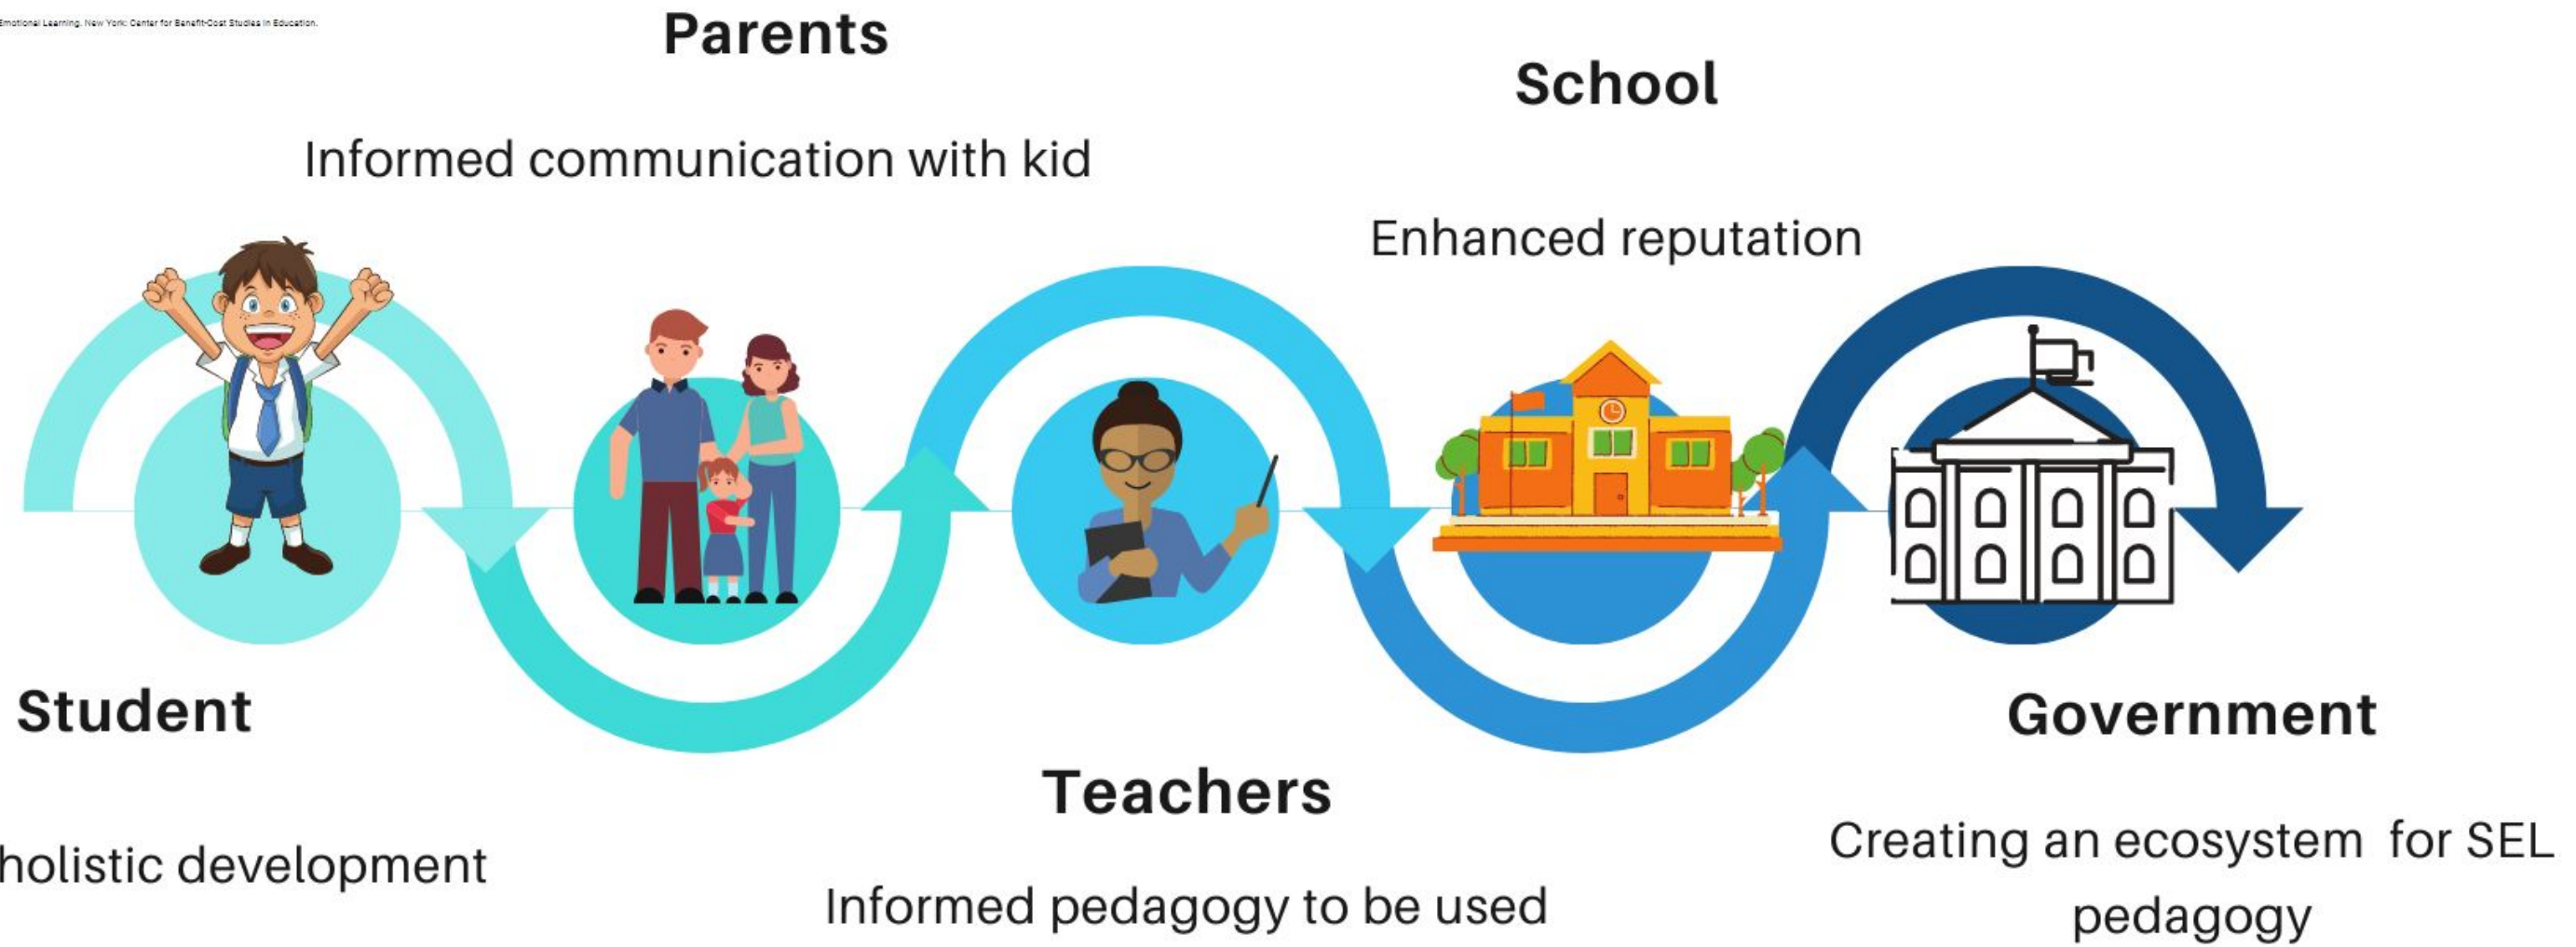 Emotional Learning. New York: Center for Benefit-Cost Studies in Education.
Parents
Informed communication with kid
School
Enhanced reputation
Student
holistic development
Teachers
Informed pedagogy to be used
Government
Creating an ecosystem for SEL
pedagogy